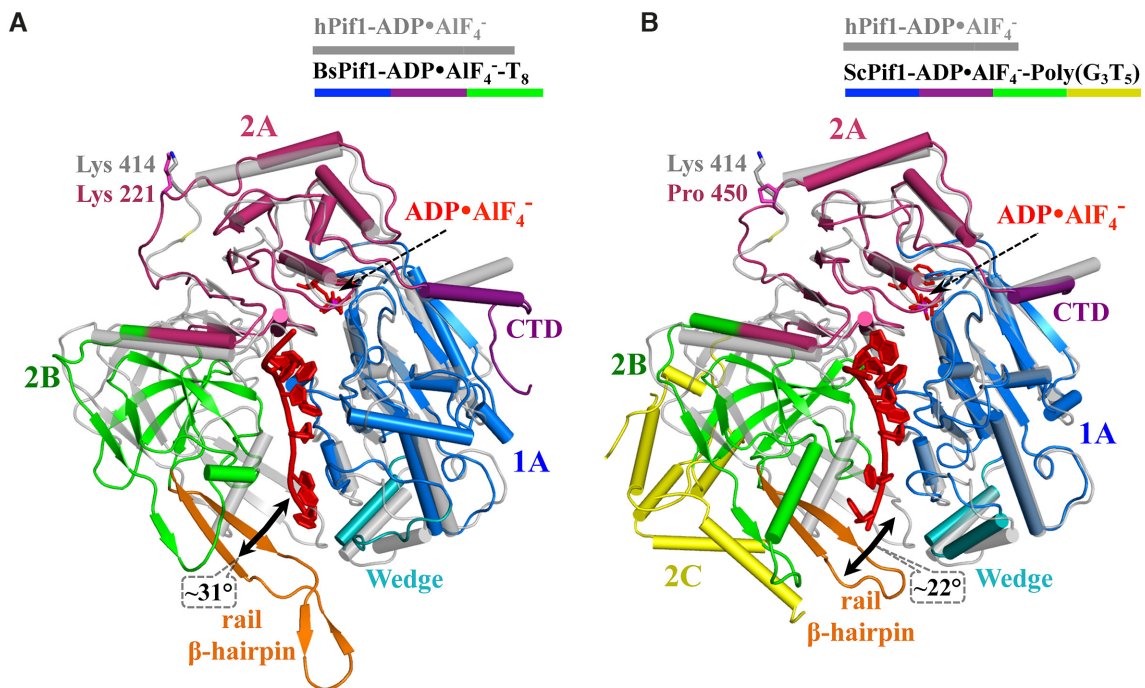 A
hPif1-ADP•AlF₄⁻
BsPif1-ADP•AlF₄⁻-T₈
2A
Lys 414
Lys 221
ADP•AlF₄⁻
CTD
2B
1A
Wedge
~31°
rail
β-hairpin
B
hPif1-ADP•AlF₄⁻
ScPif1-ADP•AlF₄⁻-Poly(G₃T₅)
2A
Lys 414
Pro 450
ADP•AlF₄⁻
CTD
2B
1A
2C
Wedge
~22°
rail
β-hairpin